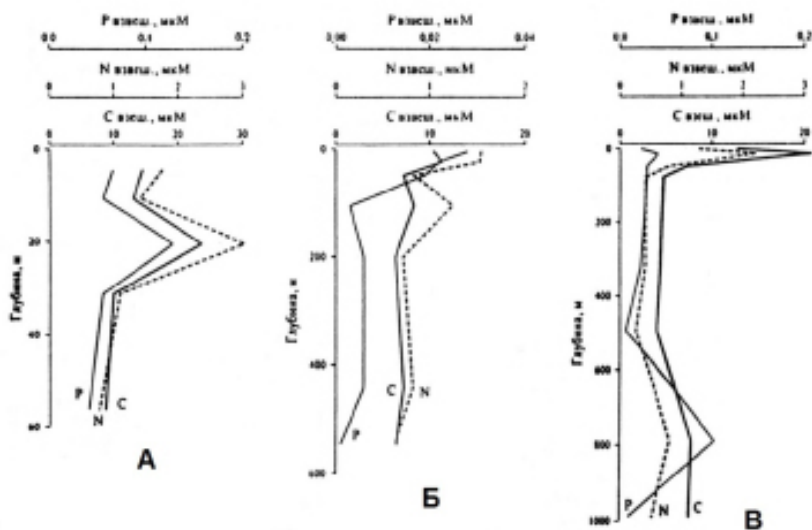 P взвеш., мкМ
0 0,1 0,2
N взвеш., мкМ
0 1 2 3
C взвеш., мкМ
0 10 20 30
0
20
40
60
Глубина, м
P
N
C
А
P взвеш., мкМ
0,00 0,02 0,04
N взвеш., мкМ
0 1 2
C взвеш., мкМ
0 10 20
0
200
400
600
Глубина, м
C
N
P
Б
P взвеш., мкМ
0,0 0,1 0,2
N взвеш., мкМ
0 1 2 3
C взвеш., мкМ
0 10 20
0
200
400
600
800
1000
Глубина, м
P
N
C
В